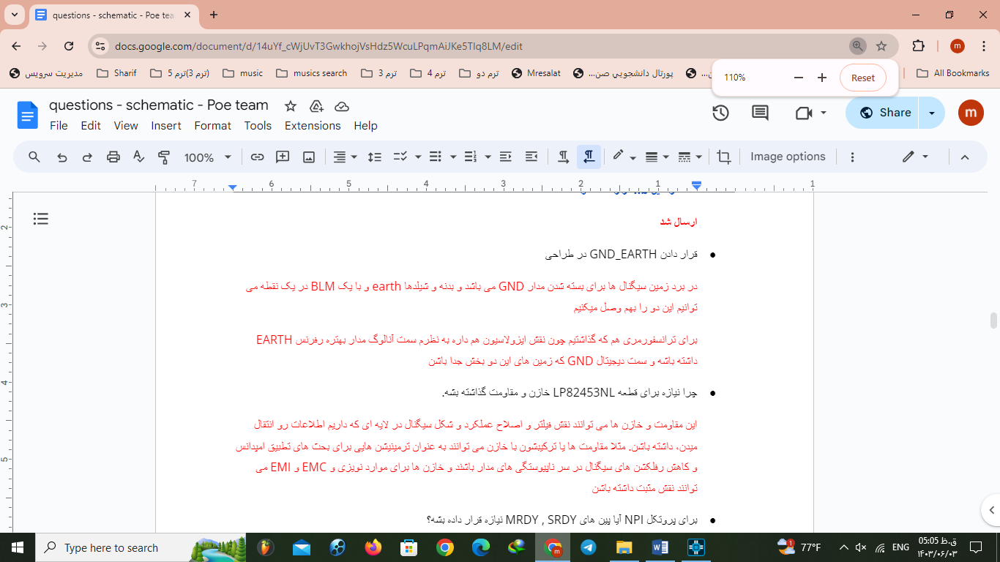 questions - schematic - Poe tea
docs.google.com/document/d/14uYf_cWjUvT3GwkhojVsHdz5WcuLPqmAiJKe5TIq8LM/edit
مدیریت سرویس
Sharif
ترم 5(ترم 3)
music
musics search
ترم 3
ترم 4
ترم دو
Mresalat
پورتال دانشجويي صن...
...صن
All Bookmarks
110%
Reset
questions - schematic - Poe team
File Edit View Insert Format Tools Extensions Help
Share
m
100%
Image options
7 6 5 4 3 2 1 1
ارسال شد
● قرار دادن GND_EARTH در طراحی
در برد زمین سیگنال ها برای بسته شدن مدار GND می باشد و بدنه و شیلدها earth و با یک BLM در یک نقطه می
توانیم این دو را بهم وصل میکنیم
برای ترانسفورمری هم که گذاشتیم چون نقش ایزولاسیون هم داره به نظرم سمت آنالوگ مدار بهتره رفرنس EARTH
داشته باشه و سمت دیجیتال GND که زمین های این دو بخش جدا باشن
● چرا نیازه برای قطعه LP82453NL خازن و مقاومت گذاشته بشه.
این مقاومت و خازن ها می توانند نقش فیلتر و اصلاح عملکرد و شکل سیگنال در لایه ای که داریم اطلاعات رو انتقال
میدن، داشته باشن. مثلا مقاومت ها یا ترکیبشون با خازن می توانند به عنوان ترمینیشن هایی برای بحث های تطبیق امپدانس
و کاهش رفلکشن های سیگنال در سر ناپیوستگی های مدار باشند و خازن ها برای موارد نویزی و EMC و EMI می
توانند نقش مثبت داشته باشن
● برای پروتکل NPI آیا پین های MRDY , SRDY نیازه قرار داده بشه؟
2
3
4
5
Type here to search
77°F
ENG
05:05 ق.ظ
۱۴۰۳/۰۶/۰۳